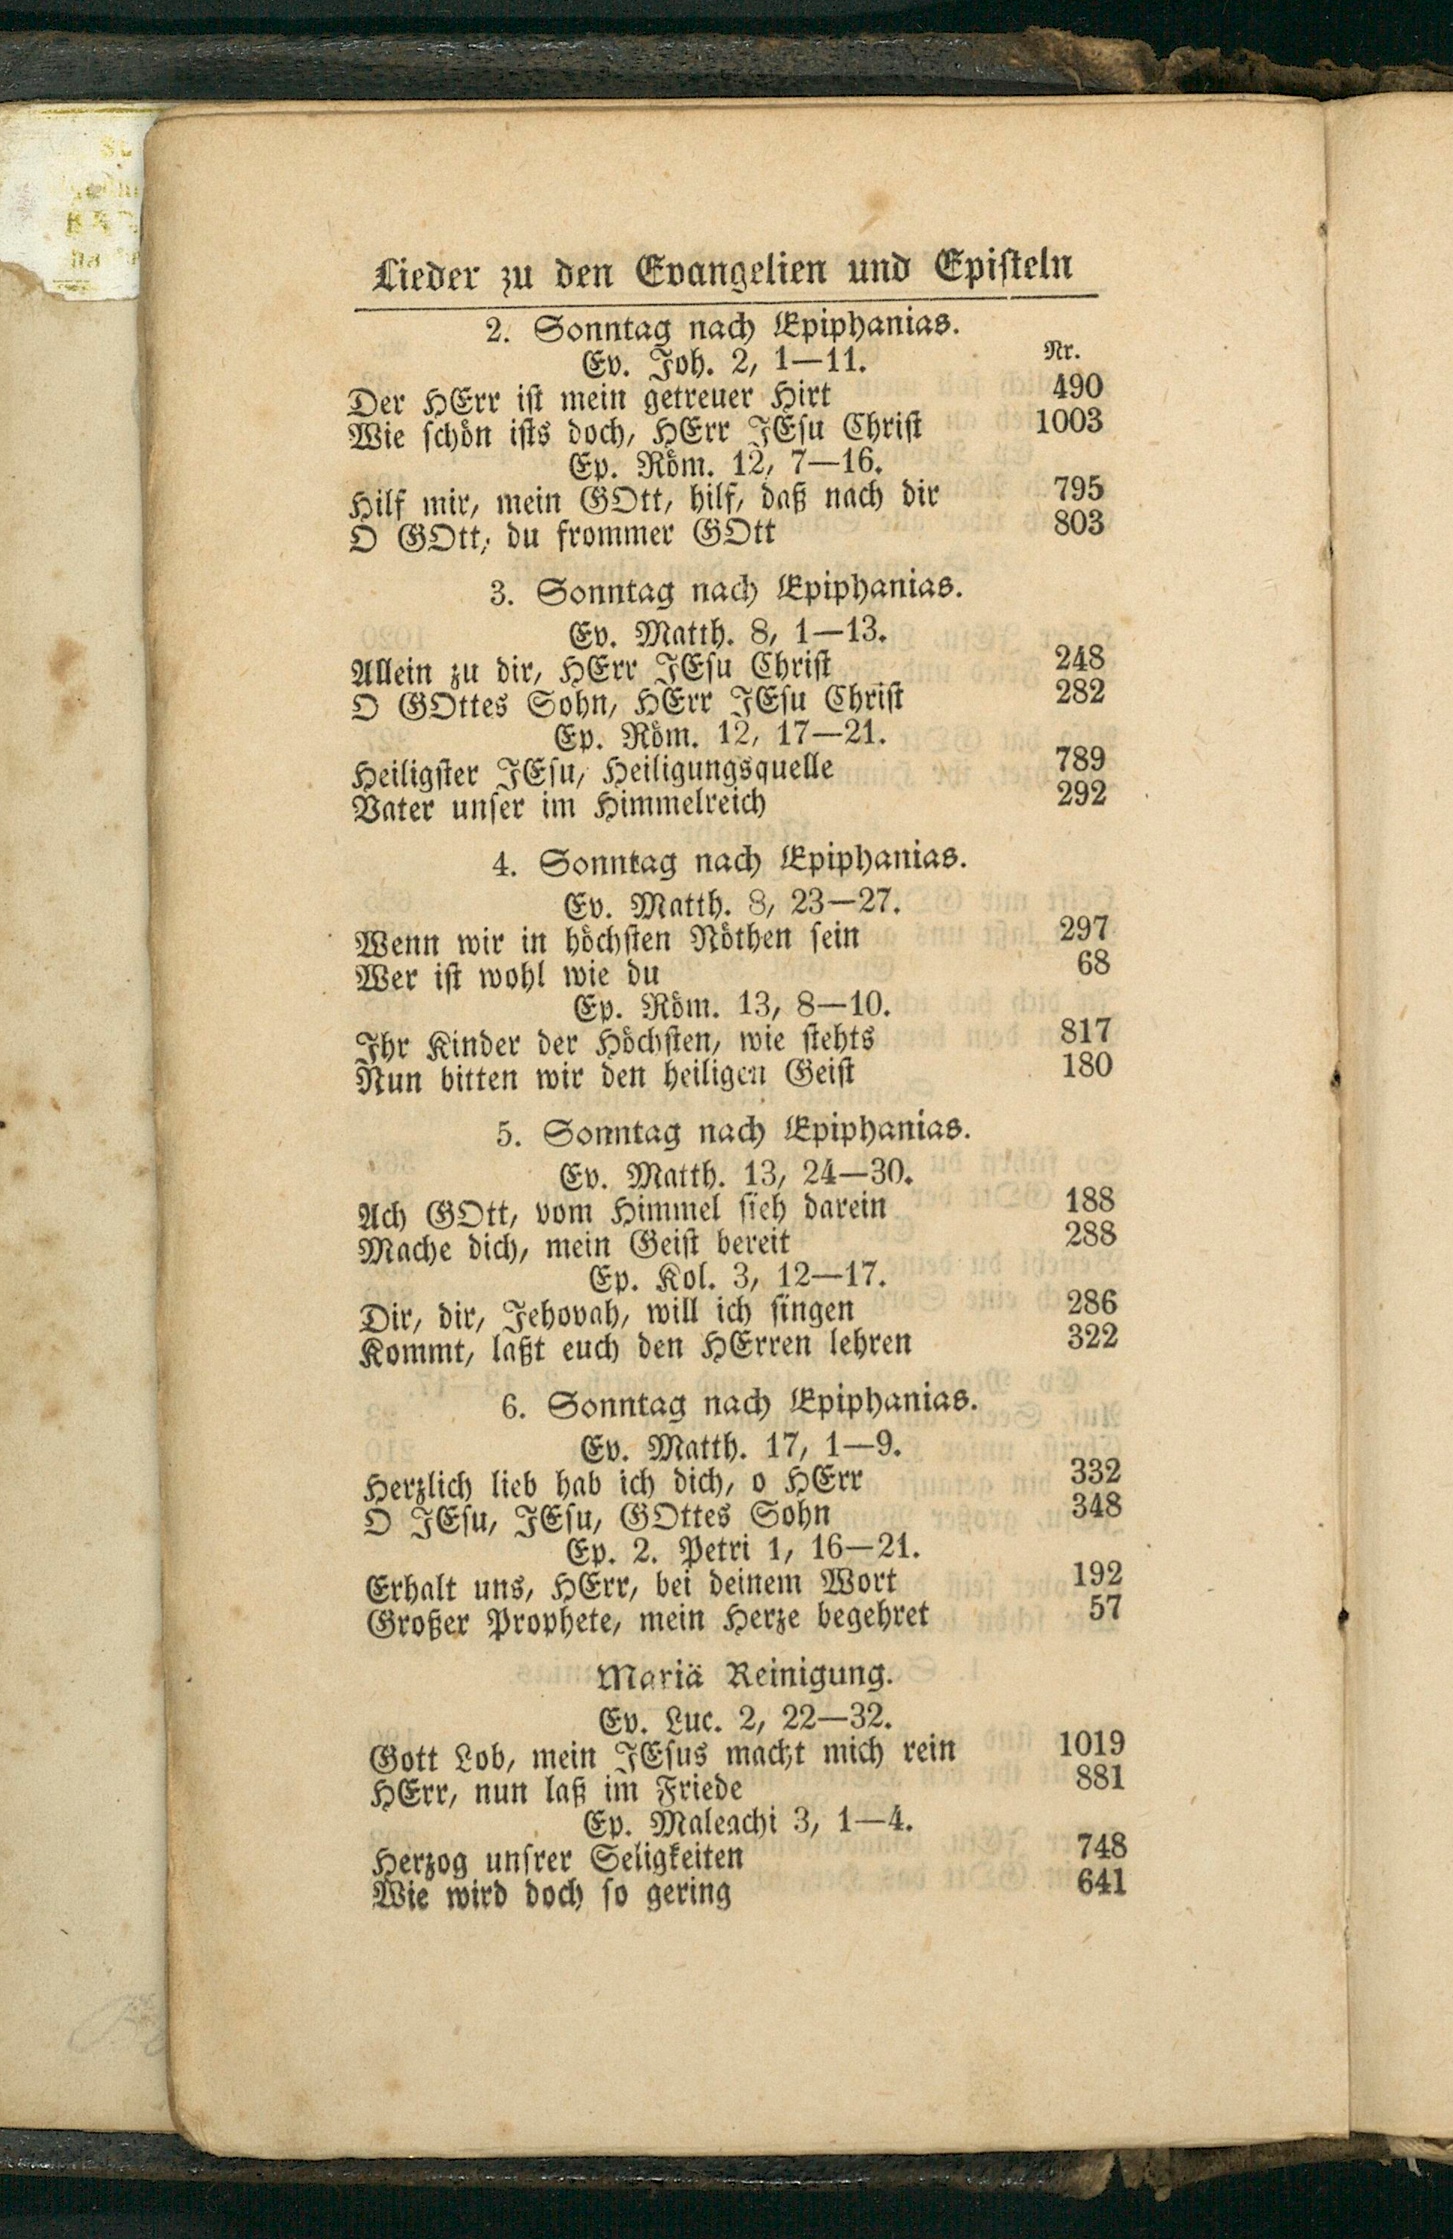 Lieder zu den Evangelien und Episteln
2. Sonntag nach Epiphanias.
Ev. Joh. 2, 1—11. Nr.
Der HErr ist mein getreuer Hirt 490
Wie schön ists doch, HErr JEsu Christ 1003
Ep. Röm. 12, 7—16.
Hilf mir, mein GOtt, hilf, daß nach dir 795
O GOtt, du frommer GOtt 803
3. Sonntag nach Epiphanias.
Ev. Matth. 8, 1—13.
Allein zu dir, HErr JEsu Christ 248
O GOttes Sohn, HErr JEsu Christ 282
Ep. Röm. 12, 17—21.
Heiligster JEsu, Heiligungsquelle 789
Vater unser im Himmelreich 292
4. Sonntag nach Epiphanias.
Ev. Matth. 8, 23—27.
Wenn wir in höchsten Nöthen sein 297
Wer ist wohl wie du 68
Ep. Röm. 13, 8—10.
Ihr Kinder der Höchsten, wie stehts 817
Nun bitten wir den heiligen Geist 180
5. Sonntag nach Epiphanias.
Ev. Matth. 13, 24—30.
Ach GOtt, vom Himmel sieh darein 188
Mache dich, mein Geist bereit 288
Ep. Kol. 3, 12—17.
Dir, dir, Jehovah, will ich singen 286
Kommt, laßt euch den HErren lehren 322
6. Sonntag nach Epiphanias.
Ev. Matth. 17, 1—9.
Herzlich lieb hab ich dich, o HErr 332
O JEsu, JEsu, GOttes Sohn 348
Ep. 2. Petri 1, 16—21.
Erhalt uns, HErr, bei deinem Wort 192
Großer Prophete, mein Herze begehret 57
Mariä Reinigung.
Ev. Luc. 2, 22—32.
Gott Lob, mein JEsus macht mich rein 1019
HErr, nun laß im Friede 881
Ep. Maleachi 3, 1—4.
Herzog unsrer Seligkeiten 748
Wie wird doch so gering 641